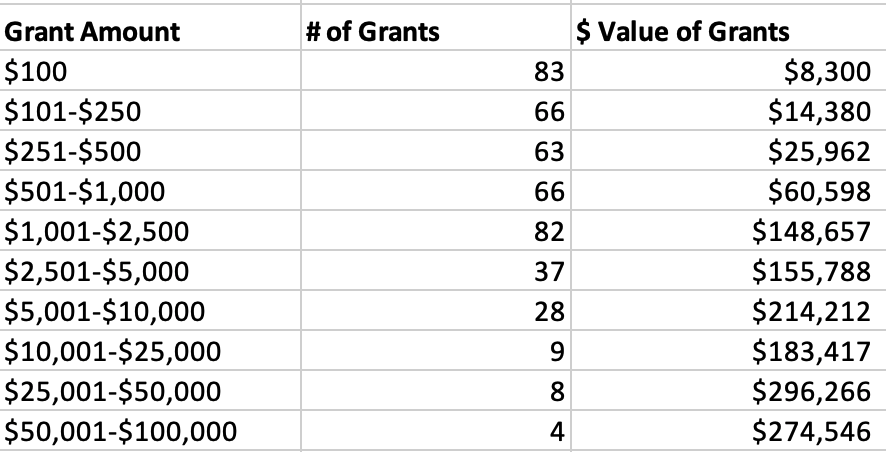 Grant Amount # of Grants $ Value of Grants
$100 83 $8,300
$101-$250 66 $14,380
$251-$500 63 $25,962
$501-$1,000 66 $60,598
$1,001-$2,500 82 $148,657
$2,501-$5,000 37 $155,788
$5,001-$10,000 28 $214,212
$10,001-$25,000 9 $183,417
$25,001-$50,000 8 $296,266
$50,001-$100,000 4 $274,546